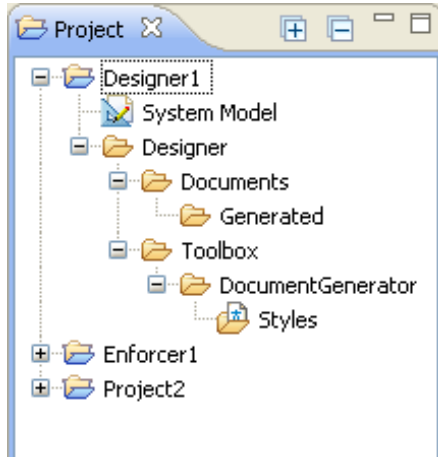 Project
Designer1
System Model
Designer
Documents
Generated
Toolbox
DocumentGenerator
Styles
Enforcer1
Project2